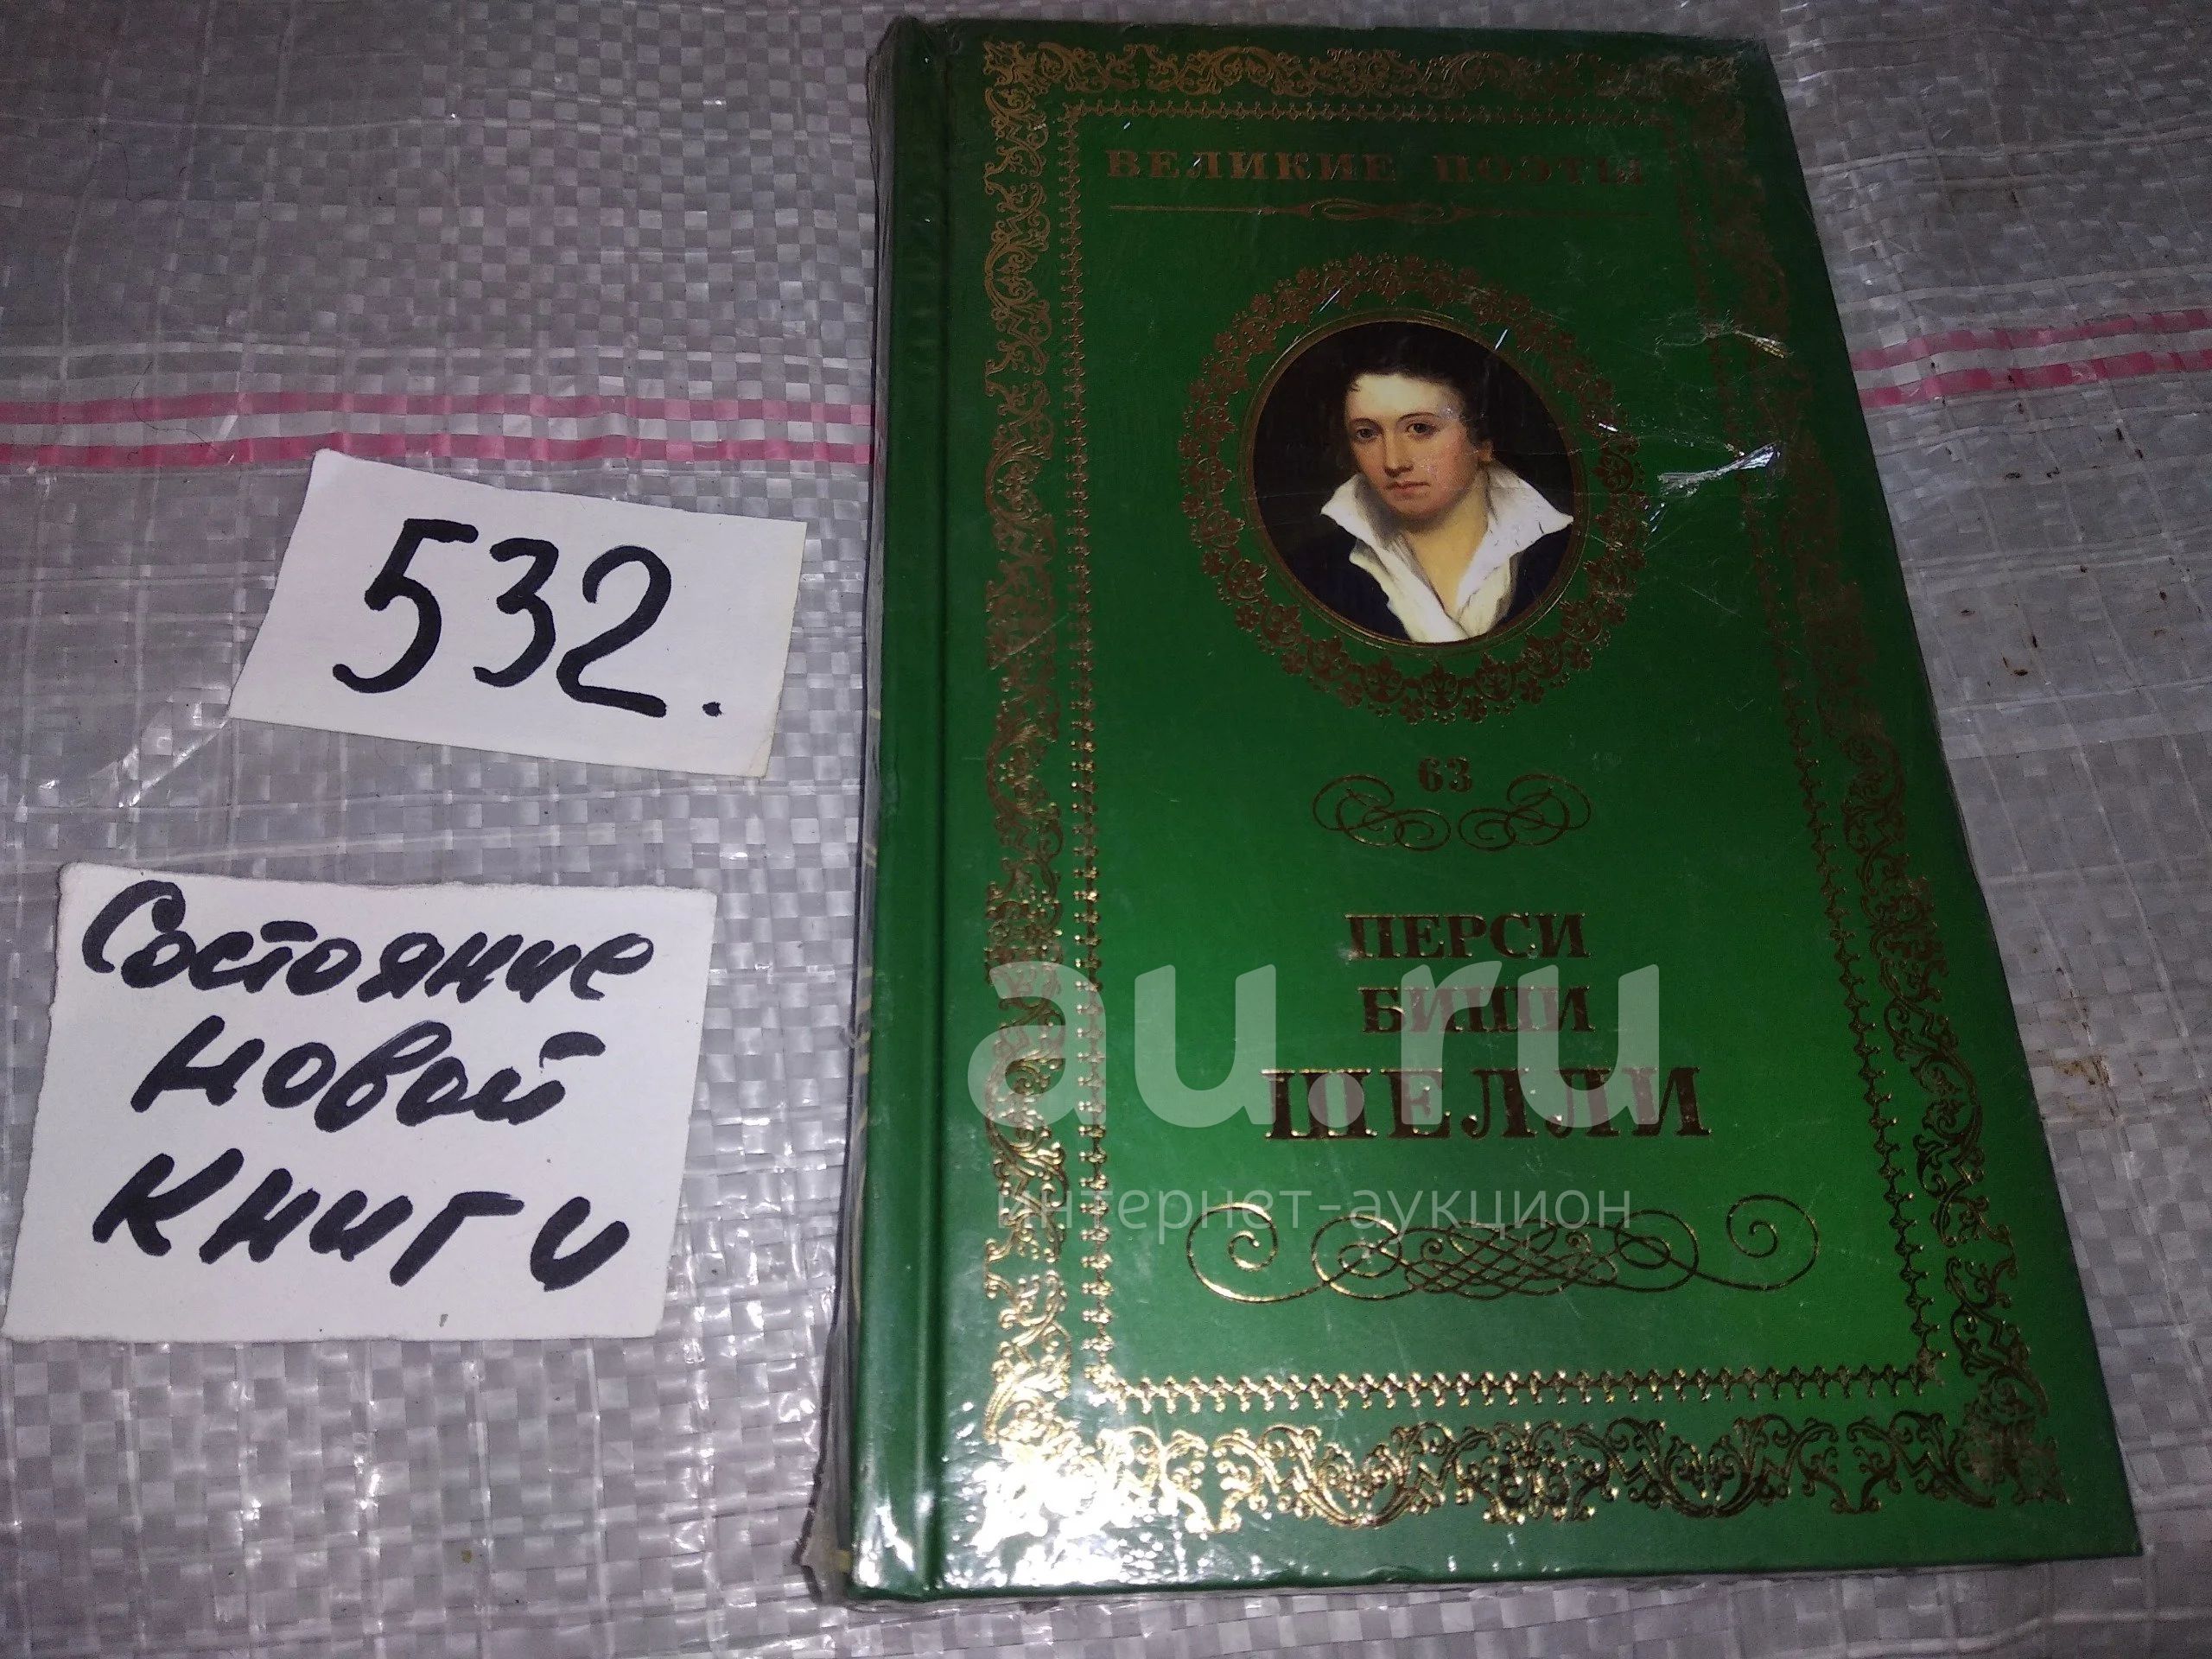 532.
Состояние
новой
книги
ВЕЛИКИЕ ПОЭТЫ
63
ПЕРСИ
БИШИ
ШЕЛЛИ
au.ru
интернет-аукцион